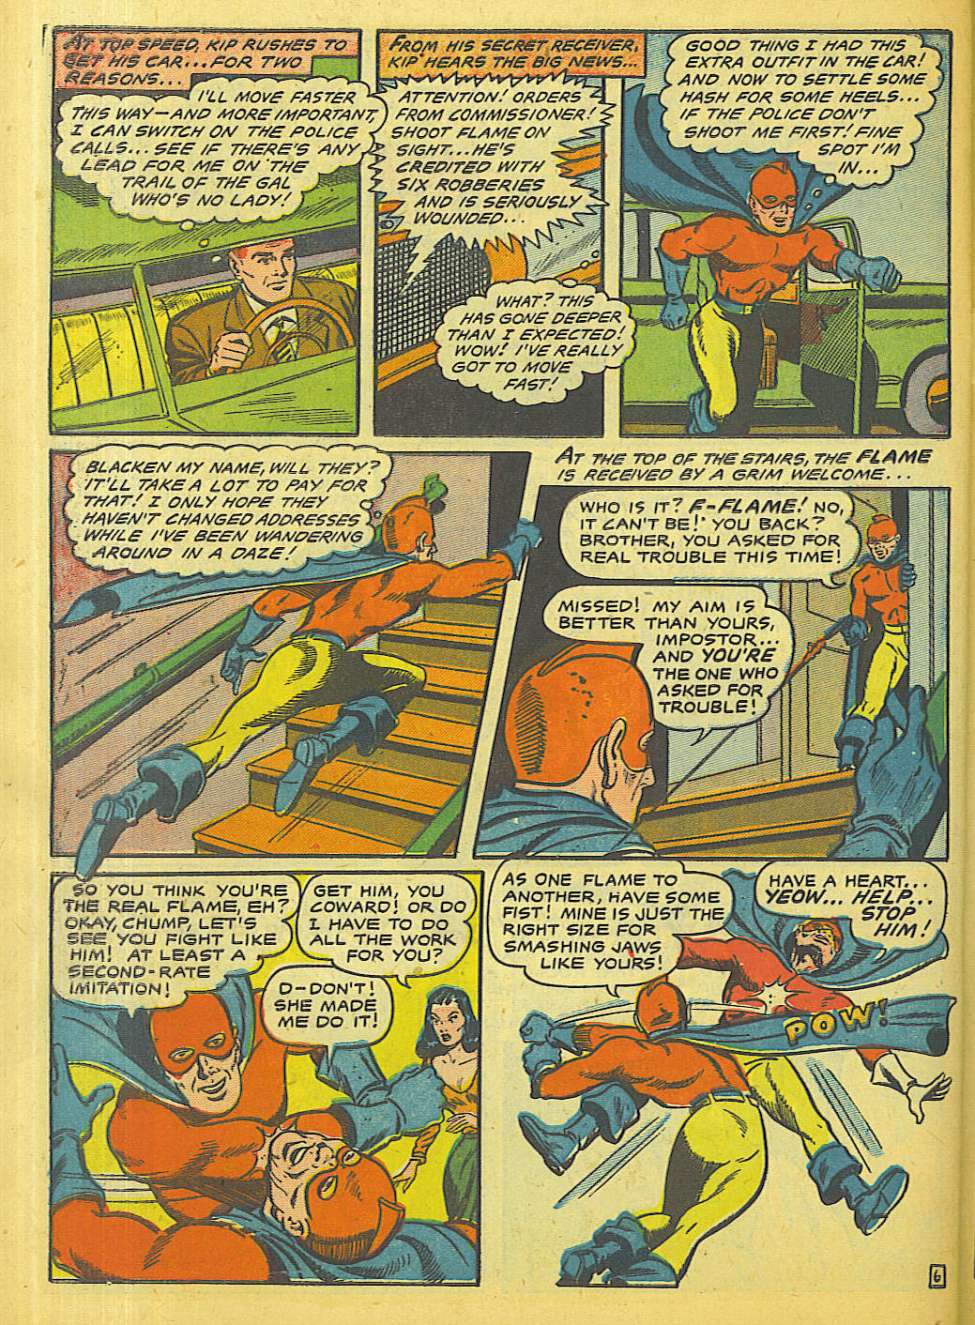 AT TOP SPEED, KIP RUSHES TO
GET HIS CAR...FOR TWO
REASONS...
I'LL MOVE FASTER
THIS WAY—AND MORE IMPORTANT,
I CAN SWITCH ON THE POLICE
CALLS... SEE IF THERE'S ANY
LEAD FOR ME ON THE
TRAIL OF THE GAL
WHO'S NO LADY!
FROM HIS SECRET RECEIVER,
KIP HEARS THE BIG NEWS...
ATTENTION! ORDERS
FROM COMMISSIONER!
SHOOT FLAME ON
SIGHT...HE'S
CREDITED WITH
SIX ROBBERIES
AND IS SERIOUSLY
WOUNDED...
WHAT? THIS
HAS GONE DEEPER
THAN I EXPECTED!
WOW! I'VE REALLY
GOT TO MOVE
FAST!
GOOD THING I HAD THIS
EXTRA OUTFIT IN THE CAR!
AND NOW TO SETTLE SOME
HASH FOR SOME HEELS...
IF THE POLICE DON'T
SHOOT ME FIRST! FINE
SPOT I'M
IN...
BLACKEN MY NAME, WILL THEY?
IT'LL TAKE A LOT TO PAY FOR
THAT! I ONLY HOPE THEY
HAVEN'T CHANGED ADDRESSES
WHILE I'VE BEEN WANDERING
AROUND IN A DAZE!
AT THE TOP OF THE STAIRS, THE FLAME
IS RECEIVED BY A GRIM WELCOME...
WHO IS IT? F-FLAME! NO,
IT CAN'T BE! YOU BACK?
BROTHER, YOU ASKED FOR
REAL TROUBLE THIS TIME!
MISSED! MY AIM IS
BETTER THAN YOURS,
IMPOSTOR...
AND YOU'RE
THE ONE WHO
ASKED FOR
TROUBLE!
SO YOU THINK YOU'RE
THE REAL FLAME, EH?
OKAY, CHUMP, LET'S
SEE YOU FIGHT LIKE
HIM! AT LEAST A
SECOND-RATE
IMITATION!
GET HIM, YOU
COWARD! OR DO
I HAVE TO DO
ALL THE WORK
FOR YOU?
D-DON'T!
SHE MADE
ME DO IT!
AS ONE FLAME TO
ANOTHER, HAVE SOME
FIST! MINE IS JUST THE
RIGHT SIZE FOR
SMASHING JAWS
LIKE YOURS!
HAVE A HEART...
YEOW... HELP...
STOP
HIM!
POW!
6